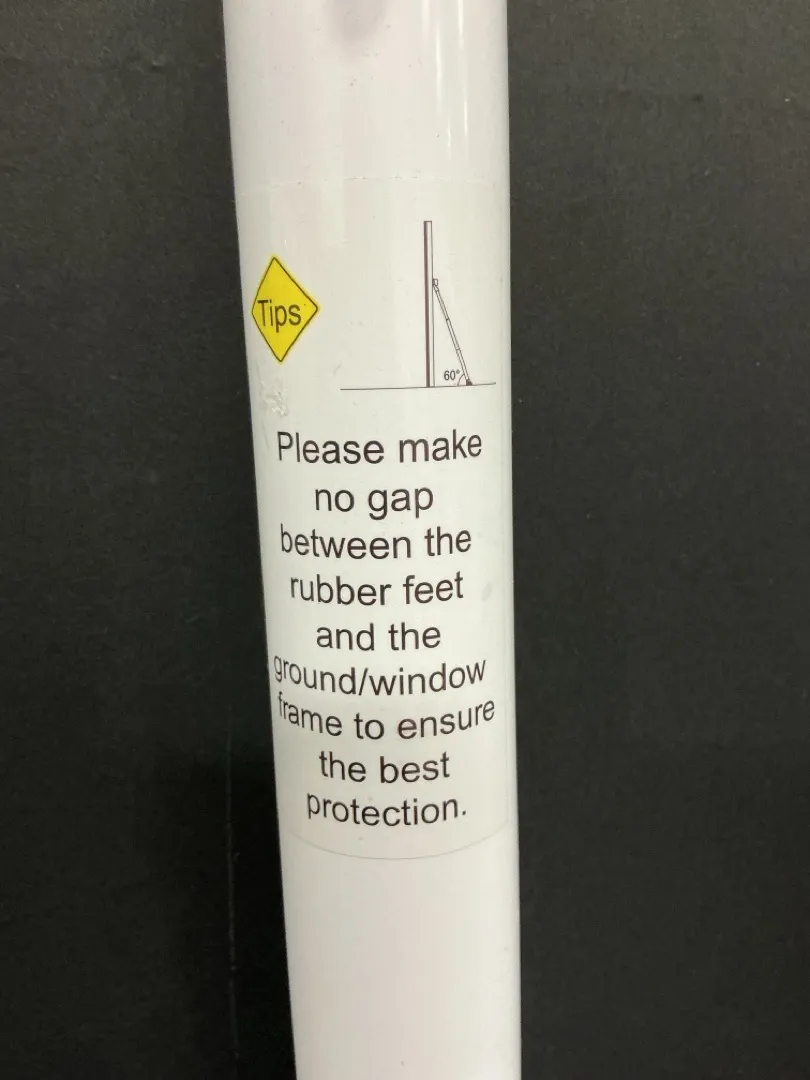 Tips
60°
Please make
no gap
between the
rubber feet
and the
ground/window
frame to ensure
the best
protection.